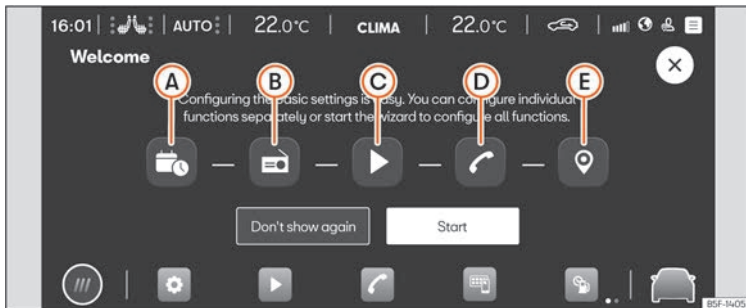 16:01 AUTO 22.0°C CLIMA 22.0°C
Welcome
A B C D E
Configuring the basic settings is easy. You can configure individual
functions separately or start the wizard to configure all functions.
Don't show again Start
B5F-1405